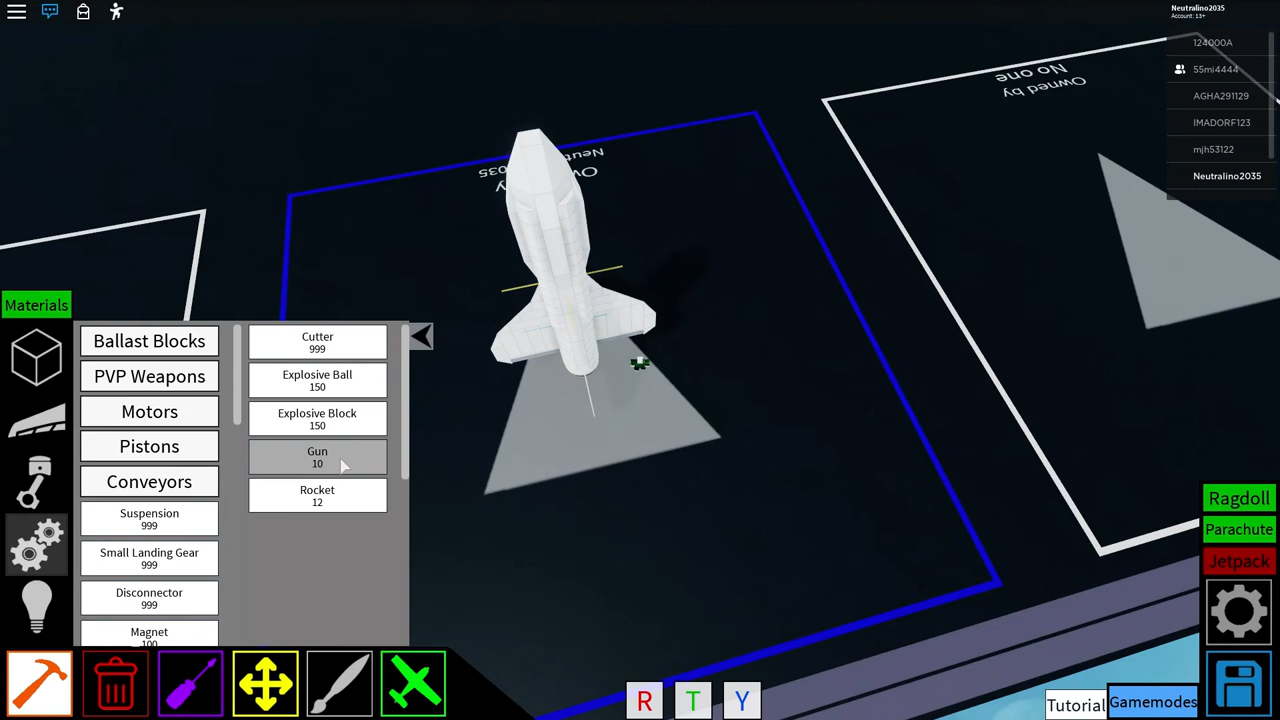 Neutralino2035
Account: 13+
124000A
55mi4444
AGHA291129
IMADORF123
mjh53122
Neutralino2035
Owned by
No one
Materials
Ballast Blocks
PVP Weapons
Motors
Pistons
Conveyors
Suspension
999
Small Landing Gear
999
Disconnector
999
Magnet
100
Cutter
999
Explosive Ball
150
Explosive Block
150
Gun
10
Rocket
12
Ragdoll
Parachute
Jetpack
R
T
Y
Tutorial
Gamemodes